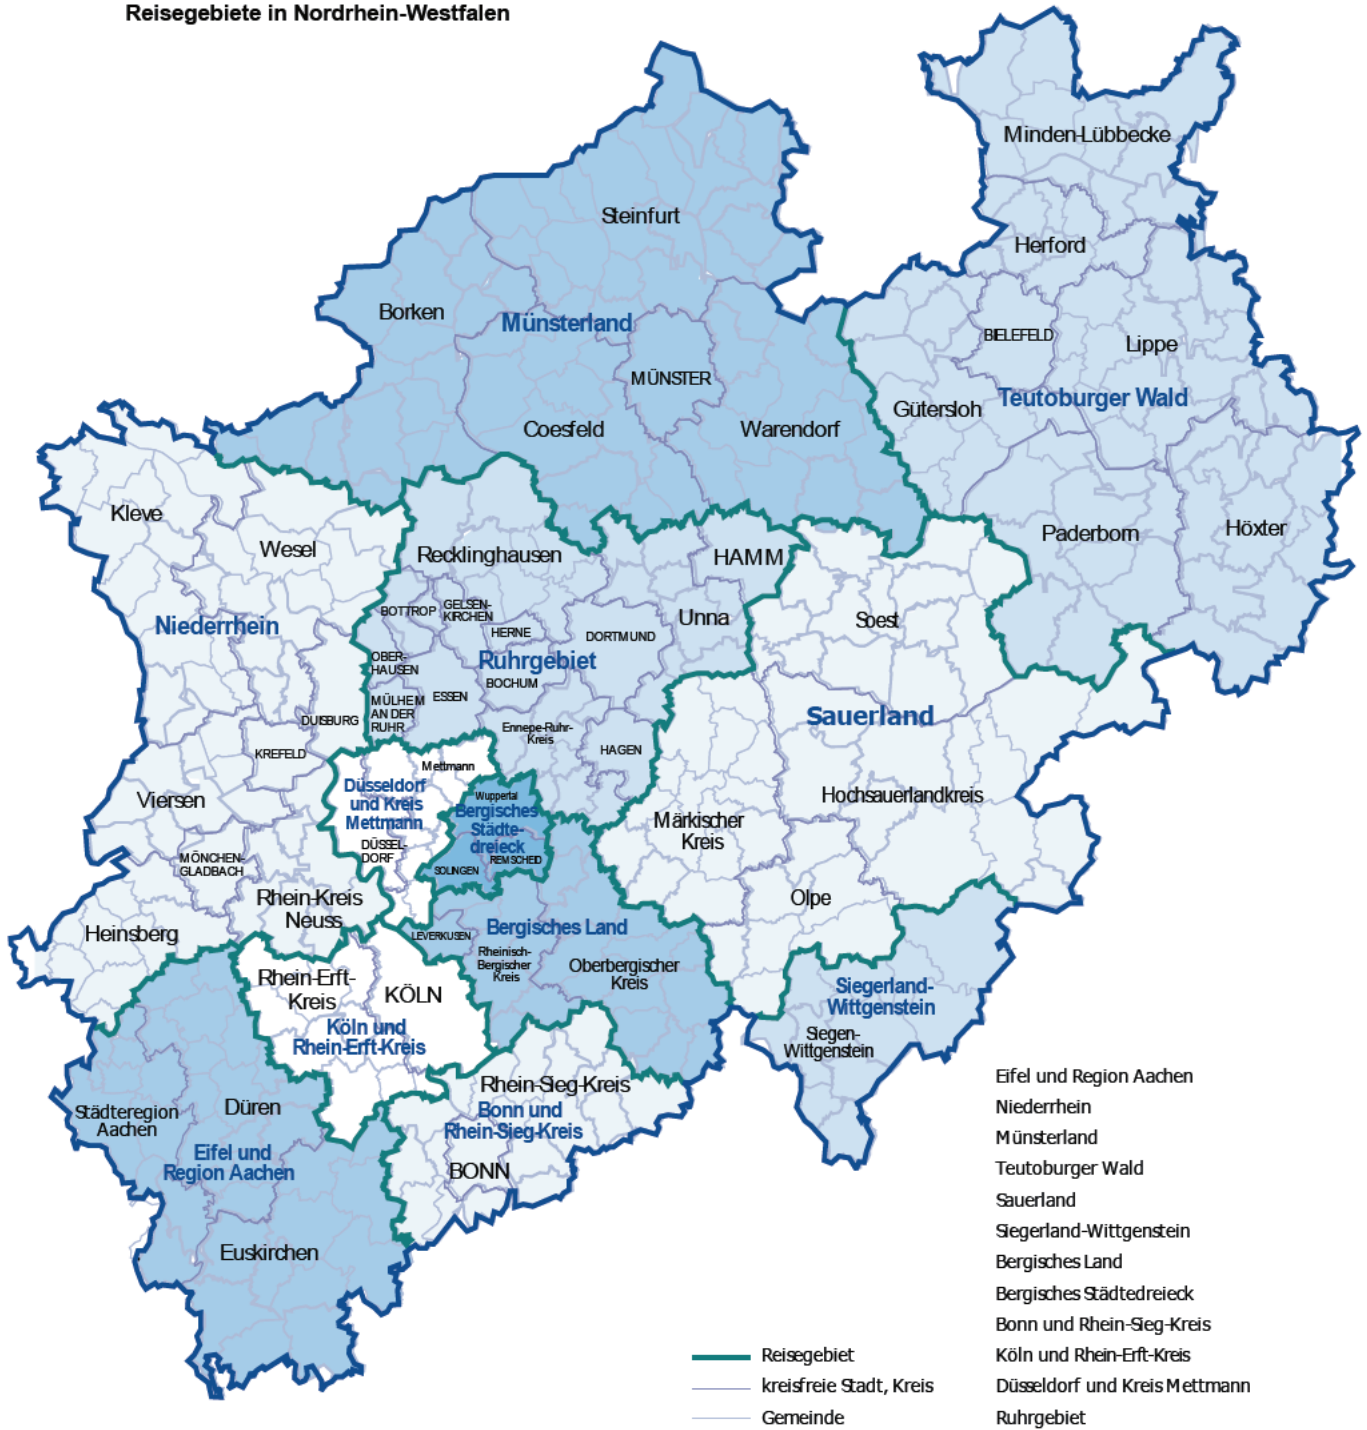 Reisegebiete in Nordrhein-Westfalen
Minden-Lübbecke
Steinfurt
Herford
Borken
Münsterland
BIELEFELD
Lippe
MÜNSTER
Teutoburger Wald
Gütersloh
Coesfeld
Warendorf
Kleve
Wesel
Paderborn
Höxter
Recklinghausen
HAMM
BOTTROP
GELSEN-
KIRCHEN
HERNE
DORTMUND
Unna
Soest
Niederrhein
OBER-
HAUSEN
Ruhrgebiet
BOCHUM
ESSEN
MÜLHEIM
AN DER
RUHR
DUISBURG
Sauerland
Ennepe-Ruhr-
Kreis
HAGEN
KREFELD
Mettmann
Düsseldorf
und Kreis
Mettmann
Viersen
Wuppertal
Bergisches
Städte-
dreieck
Hochsauerlandkreis
Märkischer
Kreis
DÜSSEL-
DORF
REMSCHEID
SOLINGEN
MÖNCHEN-
GLADBACH
Rhein-Kreis
Neuss
Olpe
Heinsberg
LEVERKUSEN
Bergisches Land
Rheinisch-
Bergischer
Kreis
Oberbergischer
Kreis
Rhein-Erft-
Kreis
KÖLN
Siegerland-
Wittgenstein
Köln und
Rhein-Erft-Kreis
Siegen-
Wittgenstein
Rhein-Sieg-Kreis
Bonn und
Rhein-Sieg-Kreis
Städteregion
Aachen
Düren
Eifel und
Region Aachen
BONN
Euskirchen
Eifel und Region Aachen
Niederrhein
Münsterland
Teutoburger Wald
Sauerland
Siegerland-Wittgenstein
Bergisches Land
Bergisches Städtedreieck
Bonn und Rhein-Sieg-Kreis
Köln und Rhein-Erft-Kreis
Düsseldorf und Kreis Mettmann
Ruhrgebiet
Reisegebiet
kreisfreie Stadt, Kreis
Gemeinde